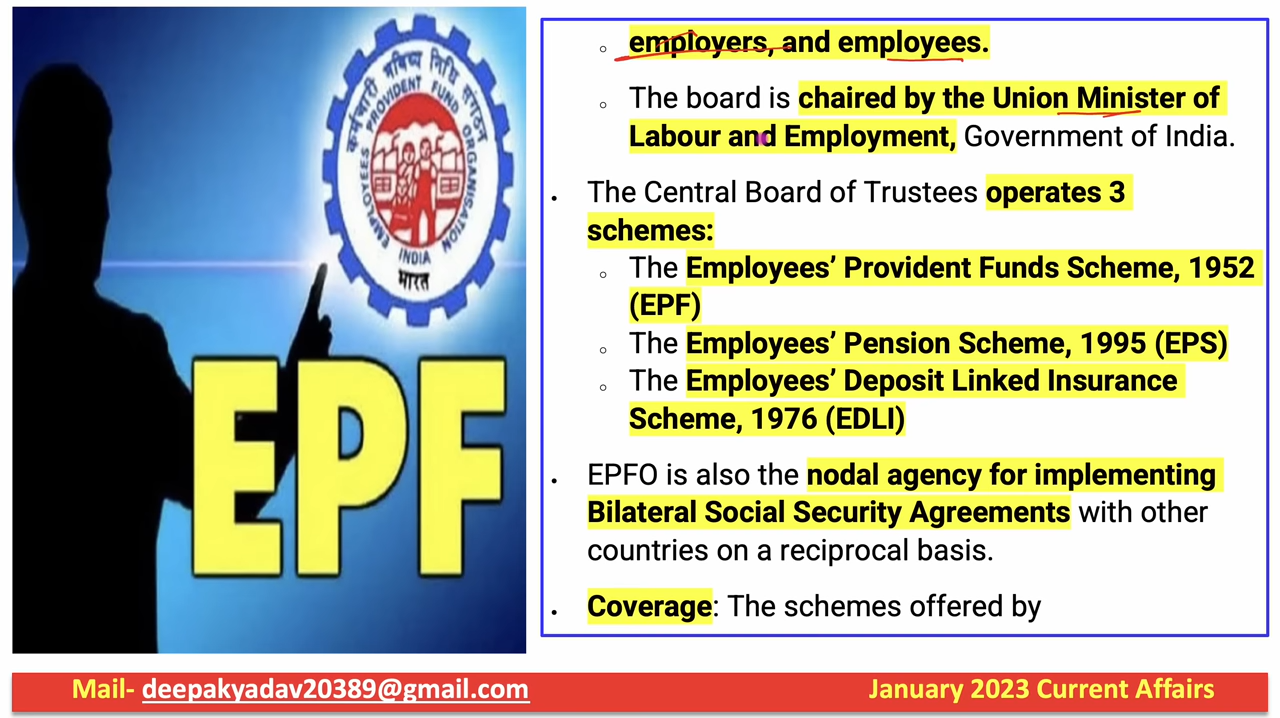 कर्मचारी भविष्य निधि संगठन
EMPLOYEES PROVIDENT FUND ORGANISATION
INDIA
भारत
EPF
○ employers, and employees.
○ The board is chaired by the Union Minister of
Labour and Employment, Government of India.
• The Central Board of Trustees operates 3
schemes:
○ The Employees’ Provident Funds Scheme, 1952
(EPF)
○ The Employees’ Pension Scheme, 1995 (EPS)
○ The Employees’ Deposit Linked Insurance
Scheme, 1976 (EDLI)
• EPFO is also the nodal agency for implementing
Bilateral Social Security Agreements with other
countries on a reciprocal basis.
• Coverage: The schemes offered by
Mail- deepakyadav20389@gmail.com
January 2023 Current Affairs